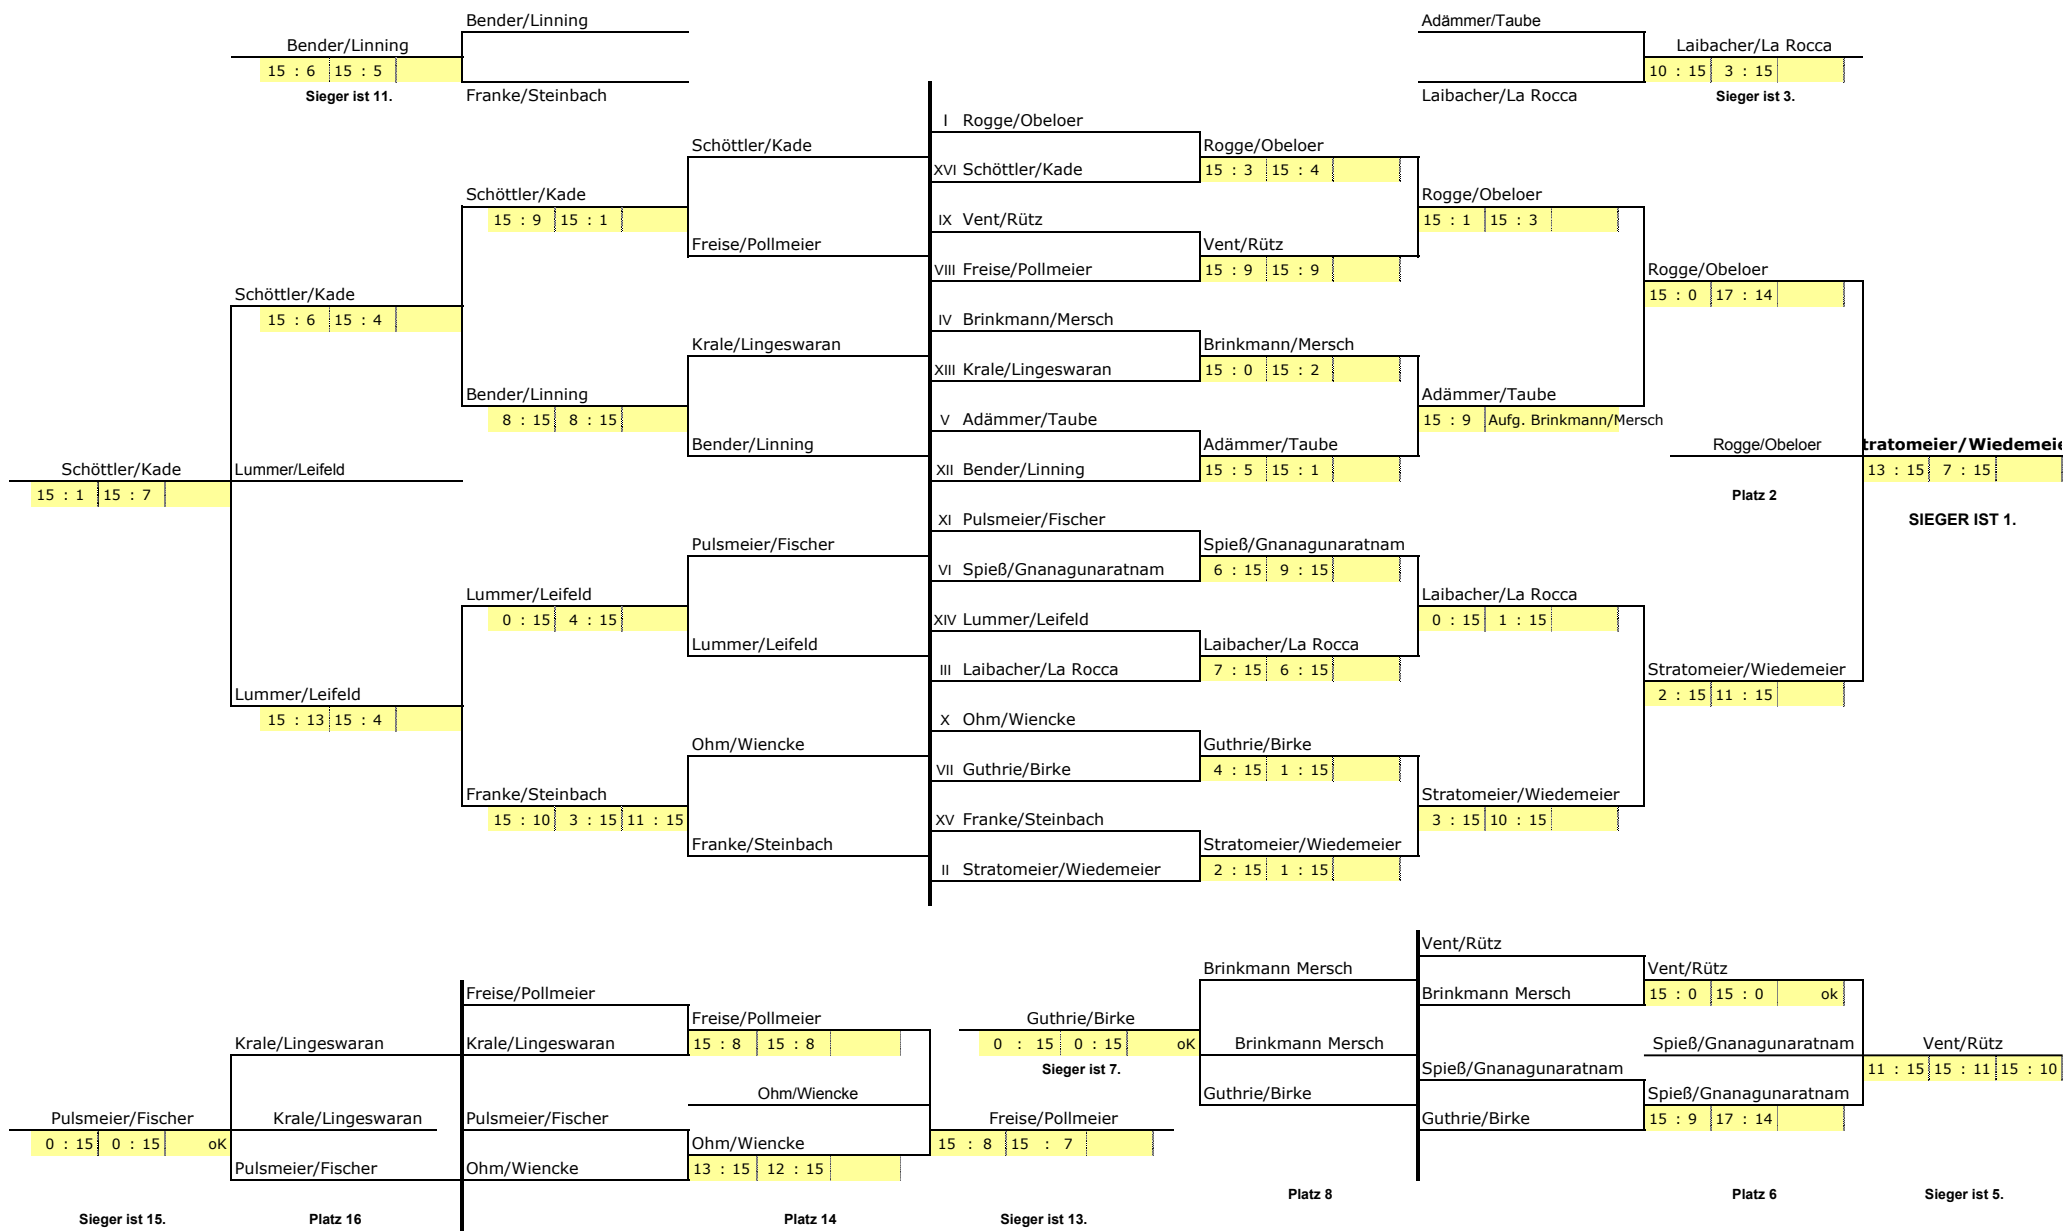 Bender/Linning Adämmer/Taube
Bender/Linning Laibacher/La Rocca
15 : 6 15 : 5 10 : 15 3 : 15
Sieger ist 11. Franke/Steinbach Laibacher/La Rocca Sieger ist 3.
I Rogge/Obeloer
Schöttler/Kade Rogge/Obeloer
XVI Schöttler/Kade 15 : 3 15 : 4
Schöttler/Kade Rogge/Obeloer
15 : 9 15 : 1 IX Vent/Rütz 15 : 1 15 : 3
Freise/Pollmeier Vent/Rütz
VIII Freise/Pollmeier 15 : 9 15 : 9 Rogge/Obeloer
Schöttler/Kade 15 : 0 17 : 14
15 : 6 15 : 4 IV Brinkmann/Mersch
Krale/Lingeswaran Brinkmann/Mersch
XIII Krale/Lingeswaran 15 : 0 15 : 2
Bender/Linning Adämmer/Taube
8 : 15 8 : 15 V Adämmer/Taube 15 : 9 Aufg. Brinkmann/Mersch
Bender/Linning Adämmer/Taube Rogge/Obeloer tratomeier/Wiedemeie
Schöttler/Kade Lummer/Leifeld XII Bender/Linning 15 : 5 15 : 1 13 : 15 7 : 15
15 : 1 15 : 7 Platz 2
XI Pulsmeier/Fischer SIEGER IST 1.
Pulsmeier/Fischer Spieß/Gnanagunaratnam
VI Spieß/Gnanagunaratnam 6 : 15 9 : 15
Lummer/Leifeld Laibacher/La Rocca
0 : 15 4 : 15 XIV Lummer/Leifeld 0 : 15 1 : 15
Lummer/Leifeld Laibacher/La Rocca
III Laibacher/La Rocca 7 : 15 6 : 15 Stratomeier/Wiedemeier
Lummer/Leifeld 2 : 15 11 : 15
15 : 13 15 : 4 X Ohm/Wiencke
Ohm/Wiencke Guthrie/Birke
VII Guthrie/Birke 4 : 15 1 : 15
Franke/Steinbach Stratomeier/Wiedemeier
15 : 10 3 : 15 11 : 15 XV Franke/Steinbach 3 : 15 10 : 15
Franke/Steinbach Stratomeier/Wiedemeier
II Stratomeier/Wiedemeier 2 : 15 1 : 15
Vent/Rütz
Brinkmann Mersch Vent/Rütz
Freise/Pollmeier Brinkmann Mersch 15 : 0 15 : 0 ok
Freise/Pollmeier Guthrie/Birke
Krale/Lingeswaran Krale/Lingeswaran 15 : 8 15 : 8 0 : 15 0 : 15 oK Brinkmann Mersch Spieß/Gnanagunaratnam Vent/Rütz
Sieger ist 7. Spieß/Gnanagunaratnam 11 : 15 15 : 11 15 : 10
Ohm/Wiencke Guthrie/Birke Spieß/Gnanagunaratnam
Pulsmeier/Fischer Krale/Lingeswaran Pulsmeier/Fischer Freise/Pollmeier Guthrie/Birke 15 : 9 17 : 14
0 : 15 0 : 15 oK Ohm/Wiencke 15 : 8 15 : 7
Pulsmeier/Fischer Ohm/Wiencke 13 : 15 12 : 15
Platz 8 Platz 6 Sieger ist 5.
Sieger ist 15. Platz 16 Platz 14 Sieger ist 13.